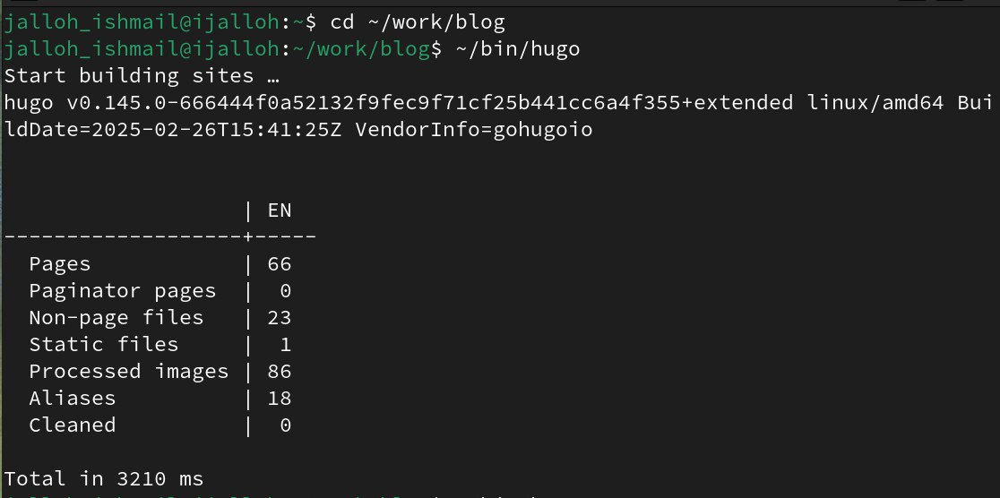 jalloh_ishmail@ijalloh:~$ cd ~/work/blog
jalloh_ishmail@ijalloh:~/work/blog$ ~/bin/hugo
Start building sites …
hugo v0.145.0-666444f0a52132f9fec9f71cf25b441cc6a4f355+extended linux/amd64 Bui
ldDate=2025-02-26T15:41:25Z VendorInfo=gohugoio
                   | EN
-------------------+-----
  Pages            | 66
  Paginator pages  |  0
  Non-page files   | 23
  Static files     |  1
  Processed images | 86
  Aliases          | 18
  Cleaned          |  0
Total in 3210 ms